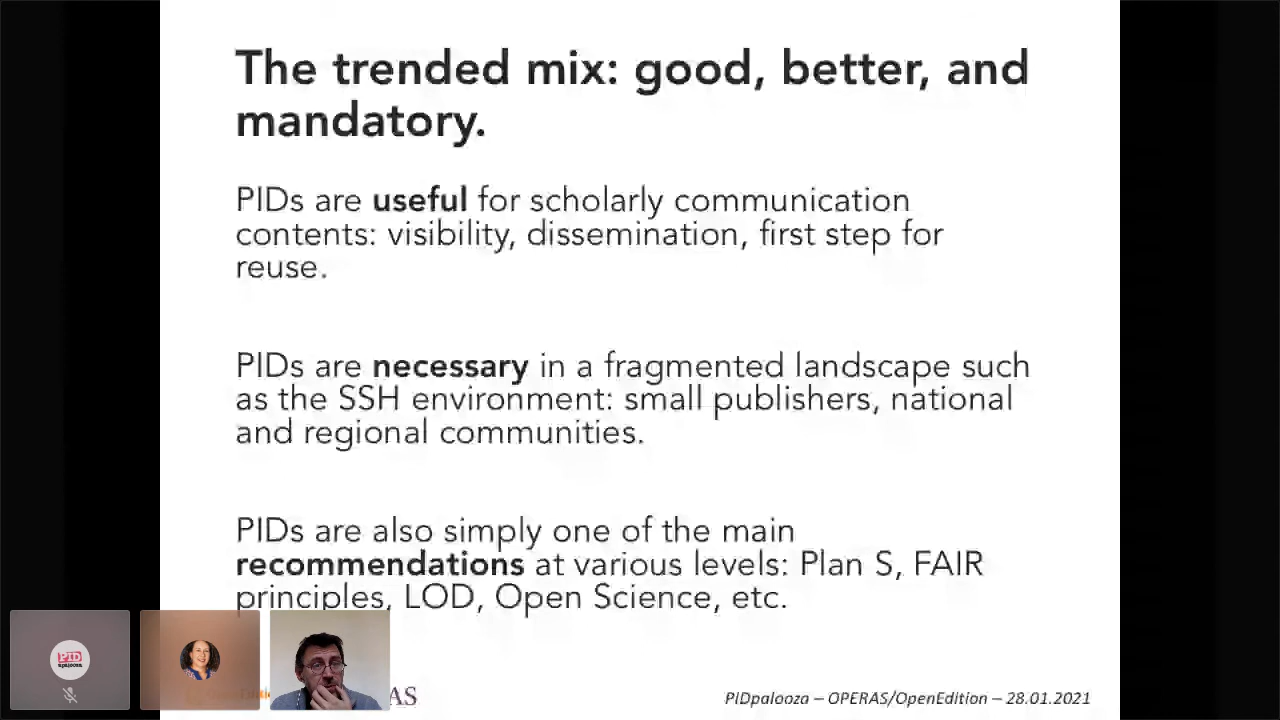 The trended mix: good, better, and
mandatory.
PIDs are useful for scholarly communication
contents: visibility, dissemination, first step for
reuse.
PIDs are necessary in a fragmented landscape such
as the SSH environment: small publishers, national
and regional communities.
PIDs are also simply one of the main
recommendations at various levels: Plan S, FAIR
principles, LOD, Open Science, etc.
PID
apalooza
AS
PIDpalooza – OPERAS/OpenEdition – 28.01.2021